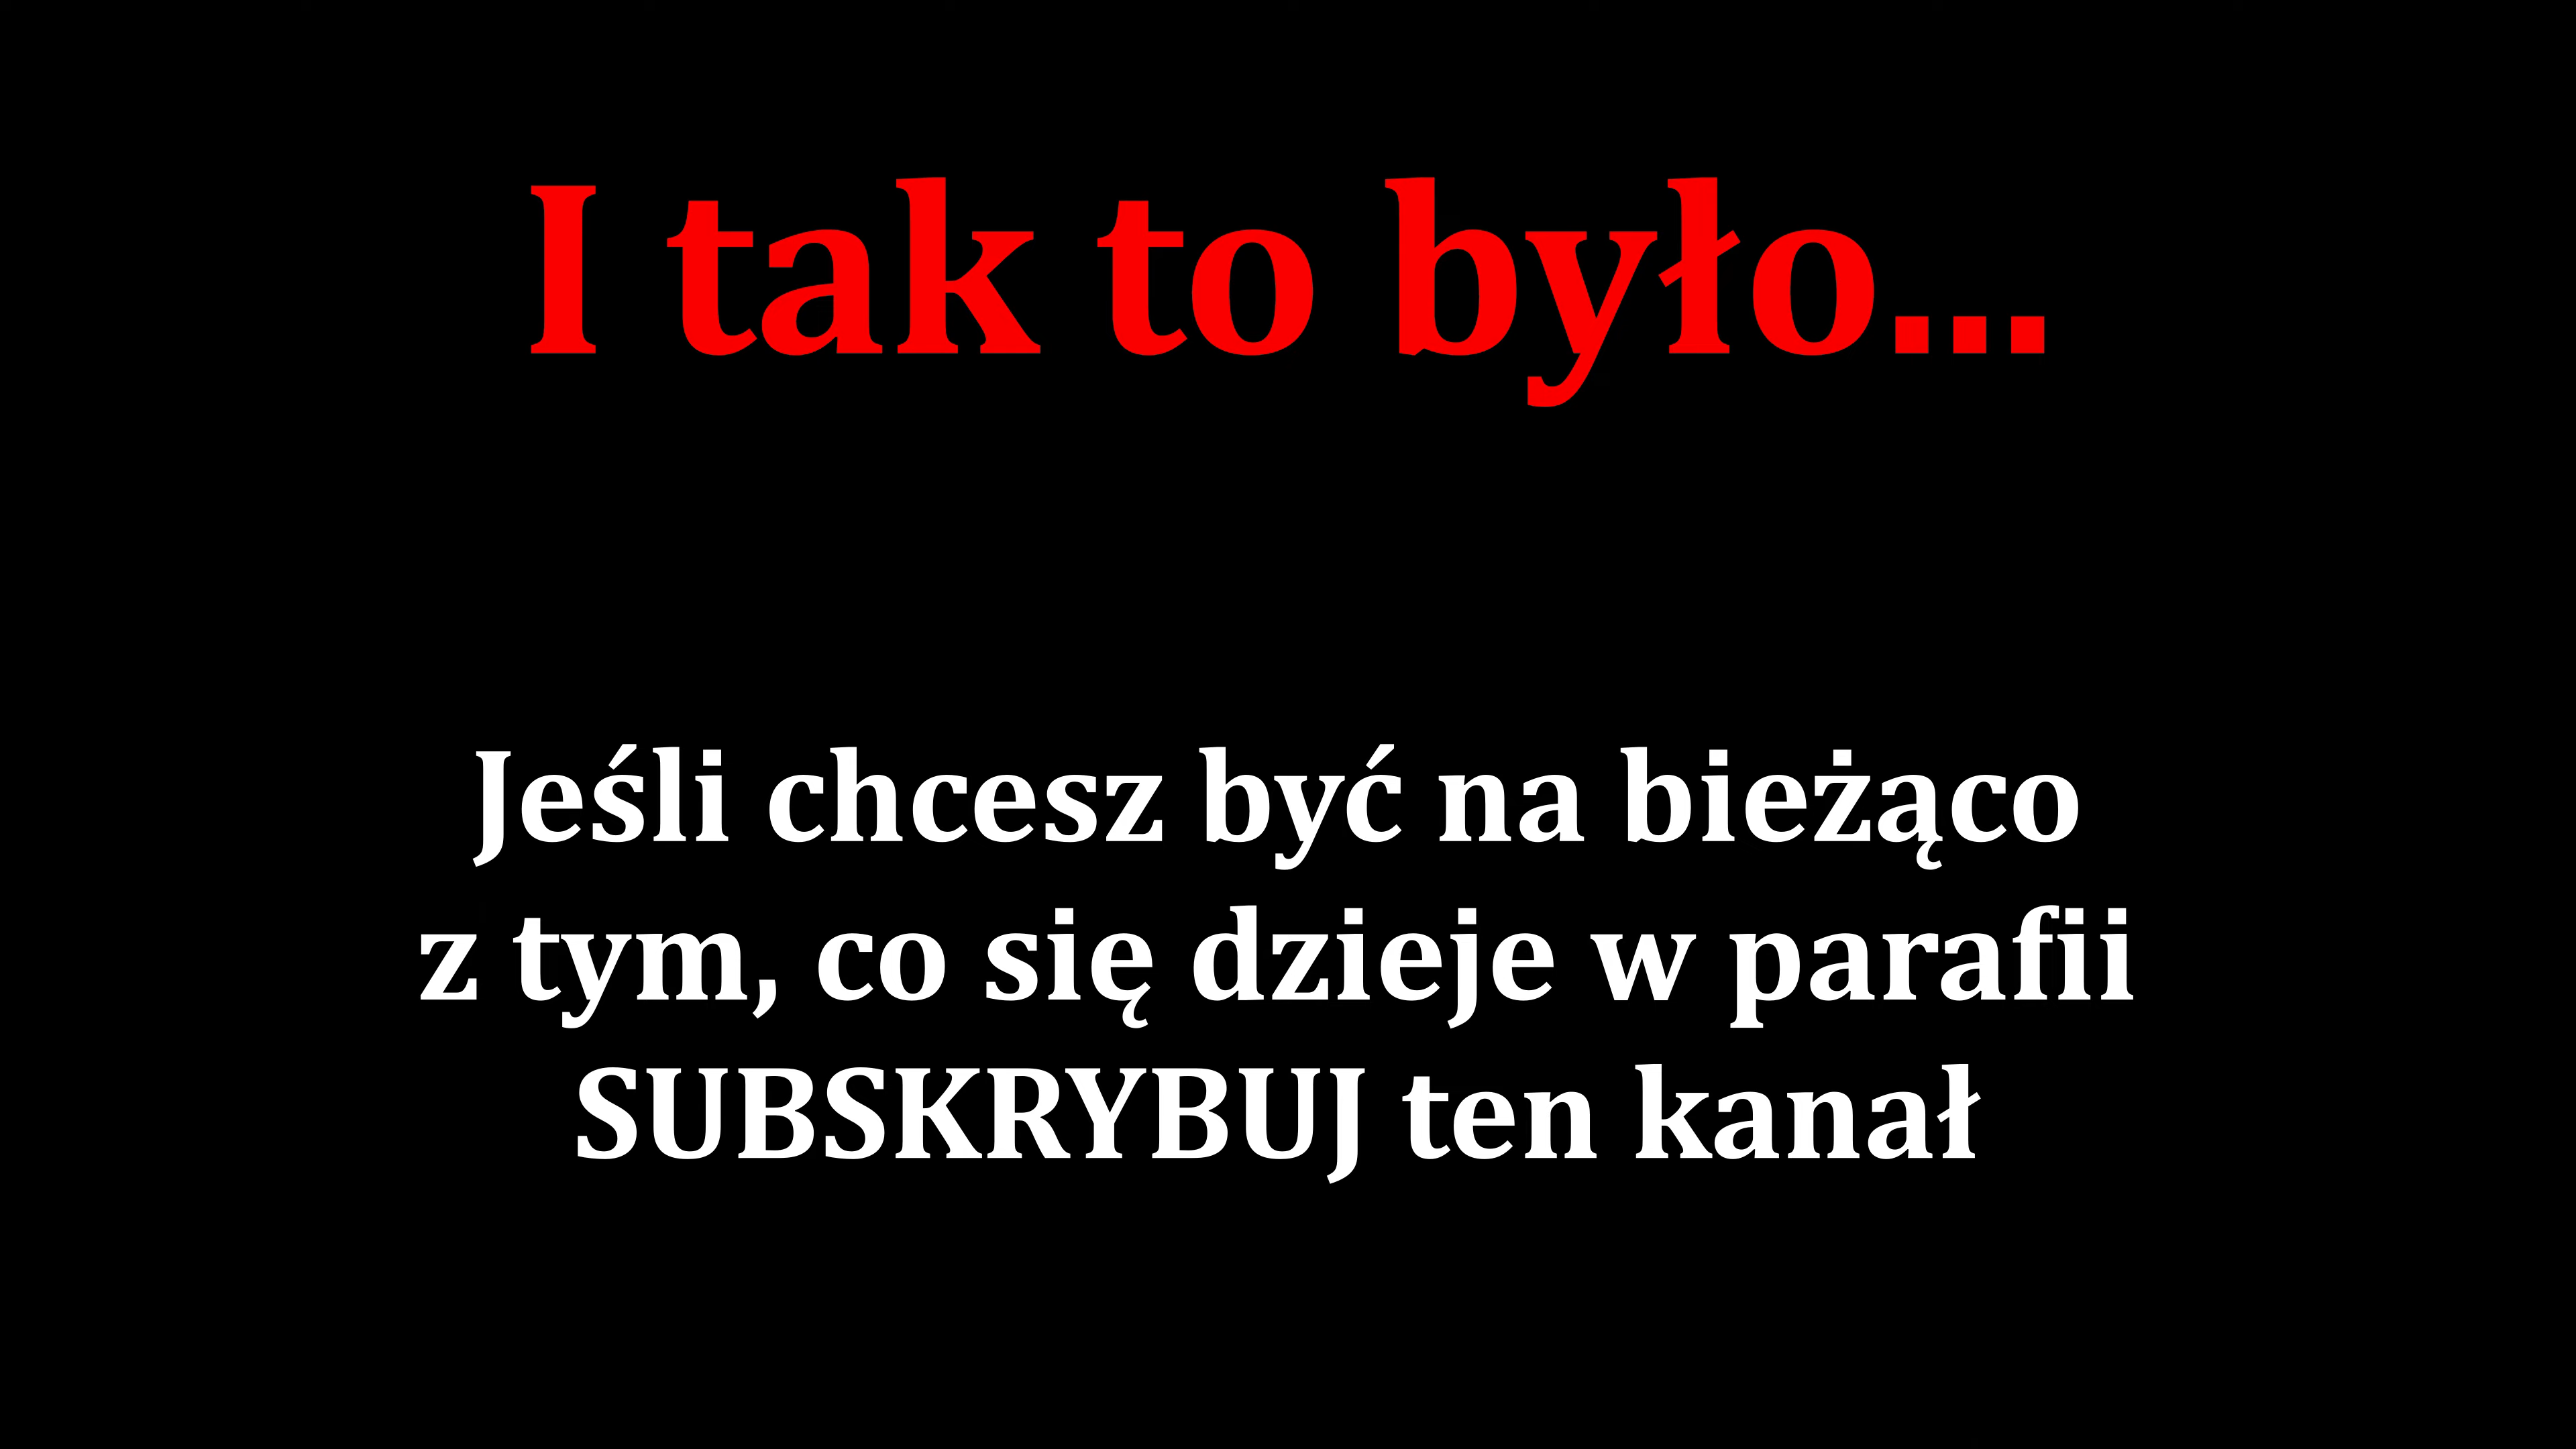 I tak to było...
Jeśli chcesz być na bieżąco
z tym, co się dzieje w parafii
SUBSKRYBUJ ten kanał